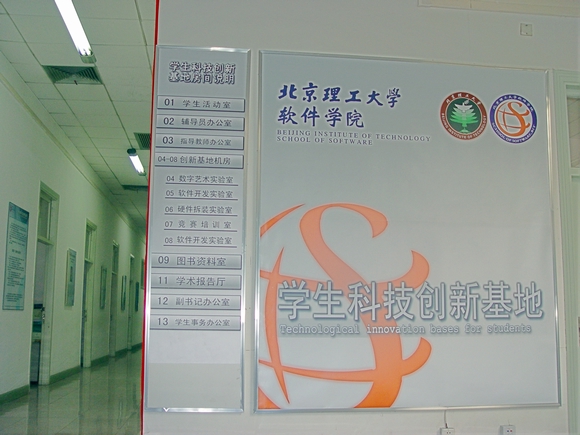 学生科技创新
基地房间说明
01 学生活动室
02 辅导员办公室
03 指导教师办公室
04-08 创新基地机房
04 数字艺术实验室
05 软件开发实验室
06 硬件拆装实验室
07 竞赛培训室
08 软件开发实验室
09 图书资料室
11 学术报告厅
12 副书记办公室
13 学生事务办公室
北京理工大學
软件学院
BEIJING INSTITUTE OF TECHNOLOGY
SCHOOL OF SOFTWARE
学生科技创新基地
Technological innovation bases for students